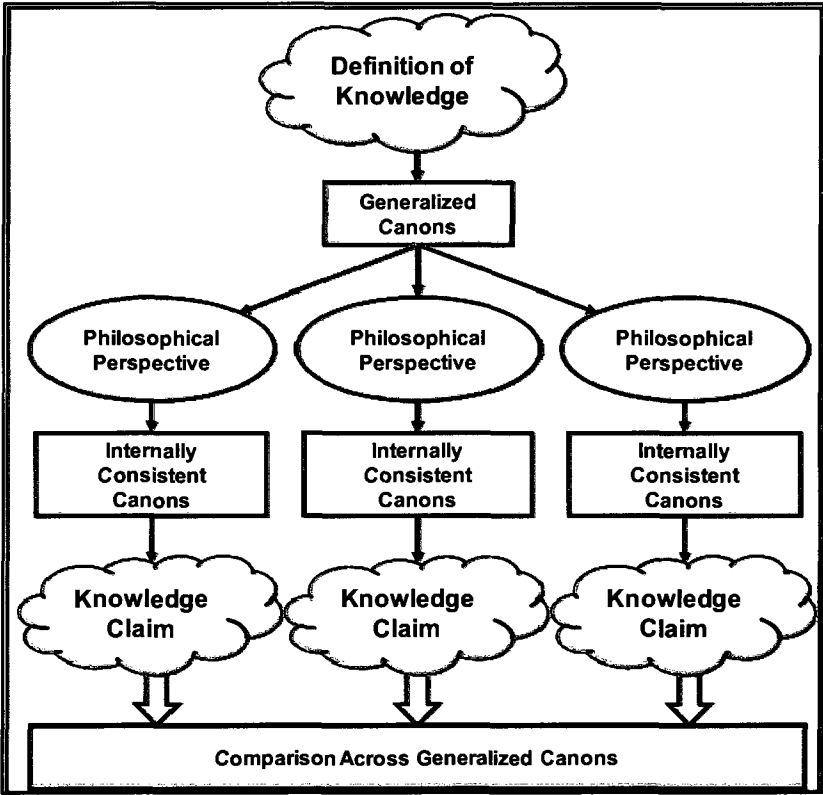 Definition of
Knowledge
Generalized
Canons
Philosophical
Perspective
Philosophical
Perspective
Philosophical
Perspective
Internally
Consistent
Canons
Internally
Consistent
Canons
Internally
Consistent
Canons
Knowledge
Claim
Knowledge
Claim
Knowledge
Claim
Comparison Across Generalized Canons